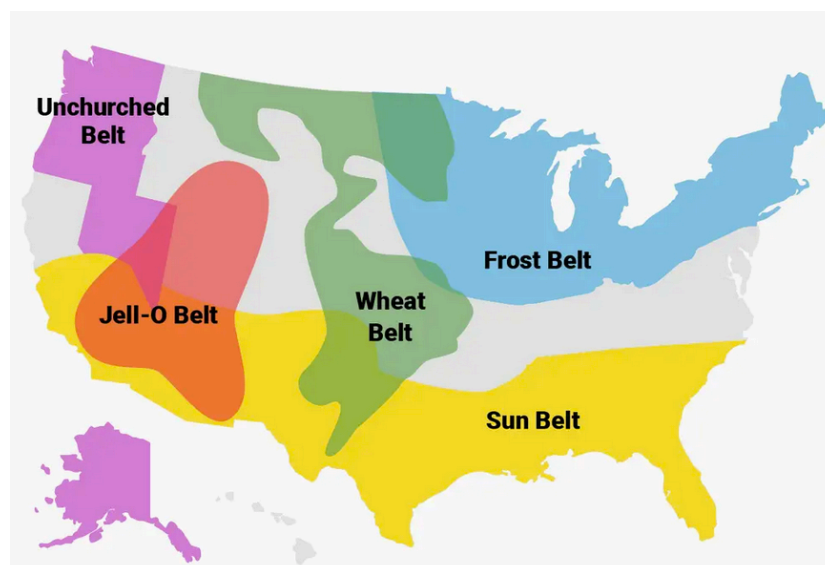 Unchurched
Belt
Frost Belt
Wheat
Belt
Jell-O Belt
Sun Belt